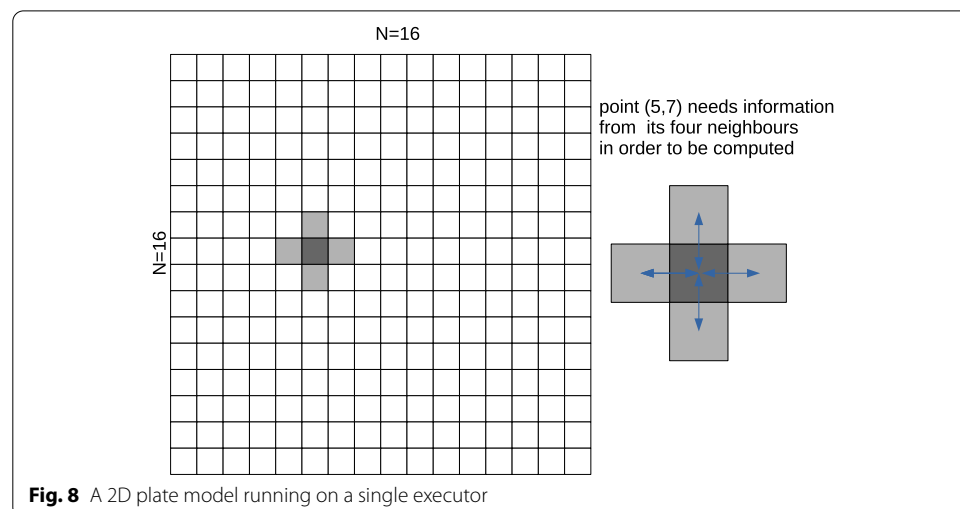 N=16
point (5,7) needs information
from its four neighbours
in order to be computed
N=16
Fig. 8 A 2D plate model running on a single executor